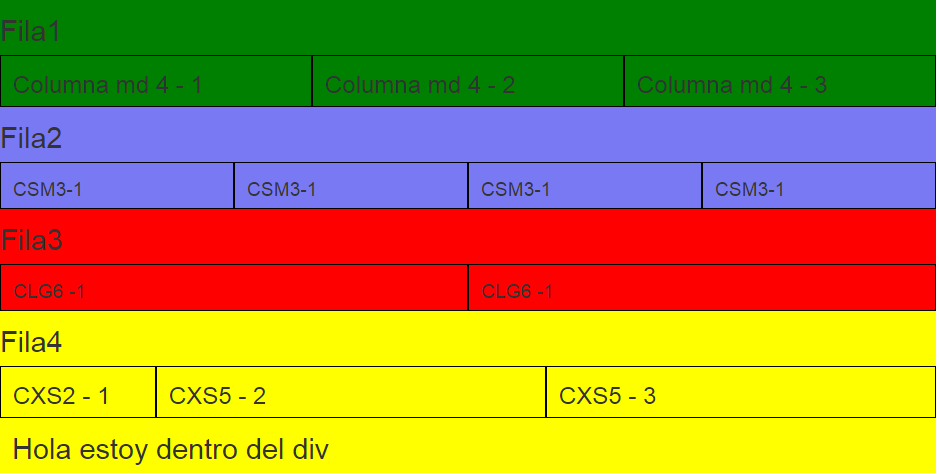 Fila1
Columna md 4 - 1 Columna md 4 - 2 Columna md 4 - 3
Fila2
CSM3-1 CSM3-1 CSM3-1 CSM3-1
Fila3
CLG6 -1 CLG6 -1
Fila4
CXS2 - 1 CXS5 - 2 CXS5 - 3
Hola estoy dentro del div